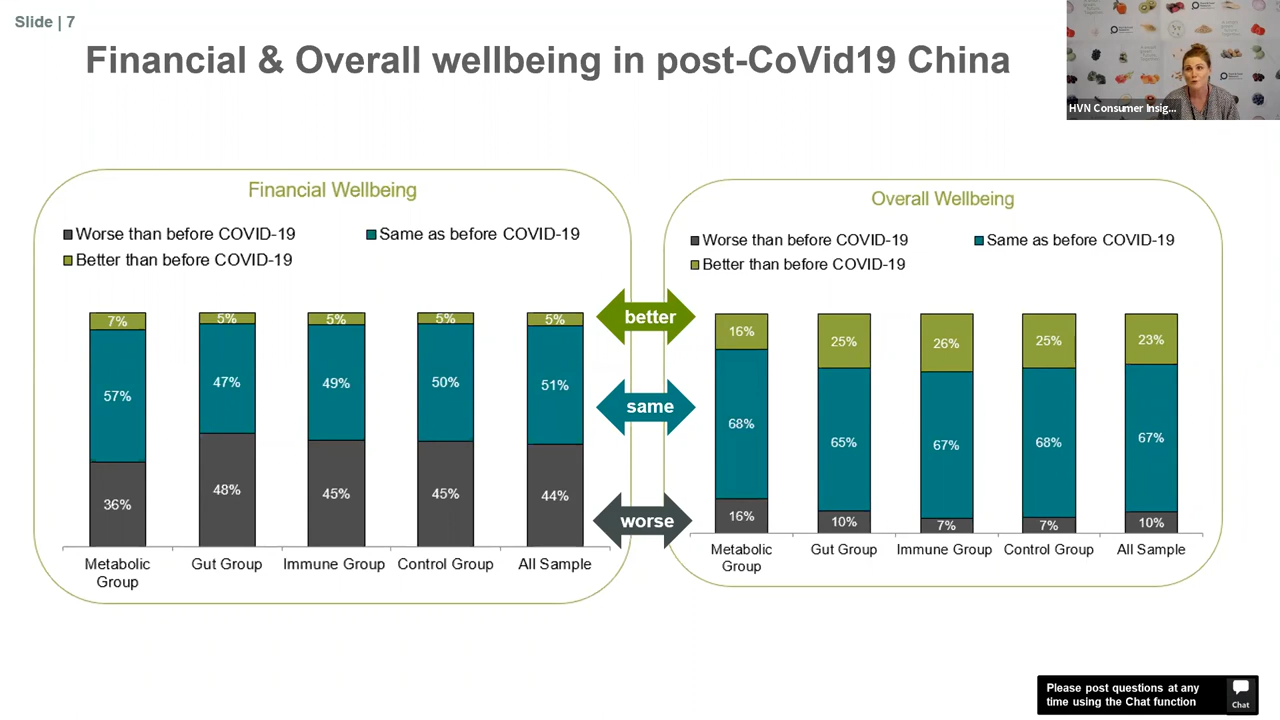 Slide | 7
Financial & Overall wellbeing in post-CoVid19 China
HVN Consumer Insig...
Financial Wellbeing
Worse than before COVID-19
Same as before COVID-19
Better than before COVID-19
7%
5%
5%
5%
5%
57%
47%
49%
50%
51%
36%
48%
45%
45%
44%
Metabolic
Group
Gut Group
Immune Group
Control Group
All Sample
better
same
worse
Overall Wellbeing
Worse than before COVID-19
Same as before COVID-19
Better than before COVID-19
16%
25%
26%
25%
23%
68%
65%
67%
68%
67%
16%
10%
7%
7%
10%
Metabolic
Group
Gut Group
Immune Group
Control Group
All Sample
Please post questions at any
time using the Chat function
Chat